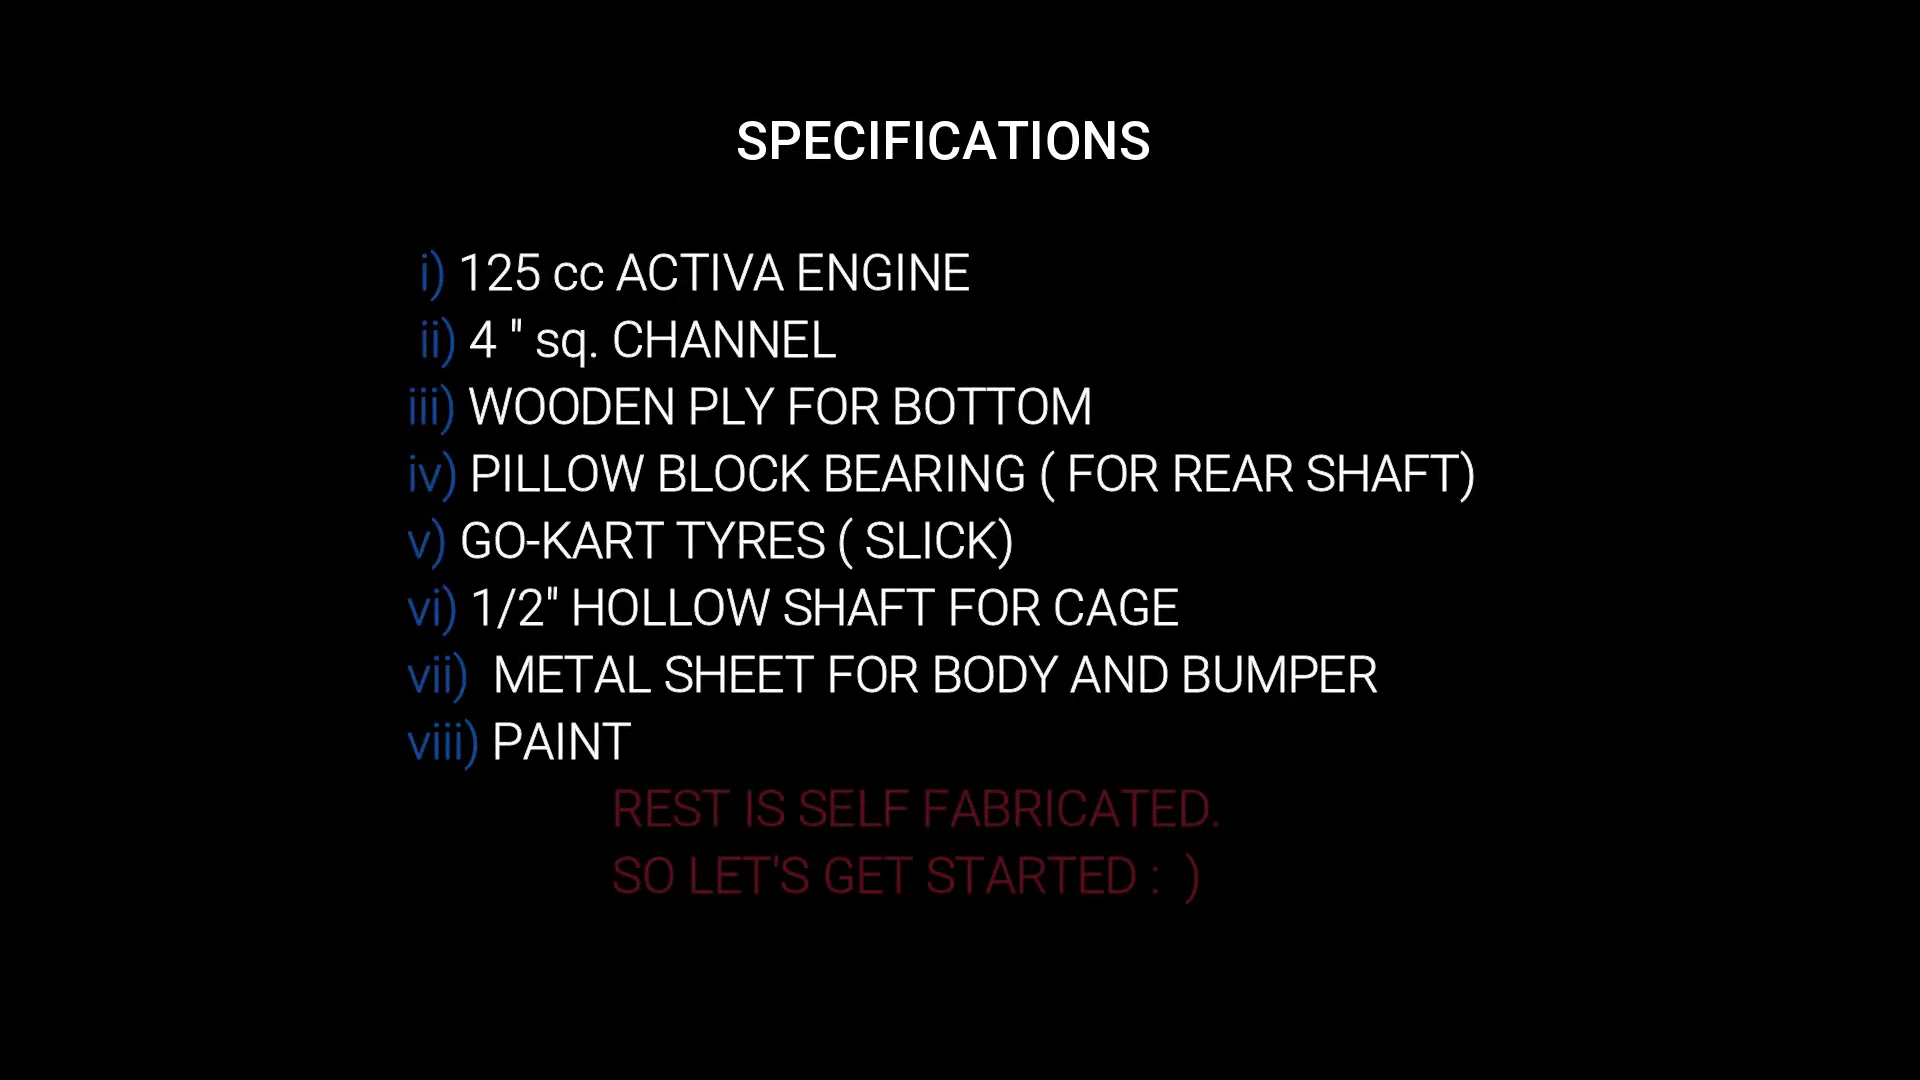 SPECIFICATIONS
i) 125 cc ACTIVA ENGINE
ii) 4 " sq. CHANNEL
iii) WOODEN PLY FOR BOTTOM
iv) PILLOW BLOCK BEARING ( FOR REAR SHAFT)
v) GO-KART TYRES ( SLICK)
vi) 1/2" HOLLOW SHAFT FOR CAGE
vii)  METAL SHEET FOR BODY AND BUMPER
viii) PAINT
REST IS SELF FABRICATED.
SO LET'S GET STARTED :  )